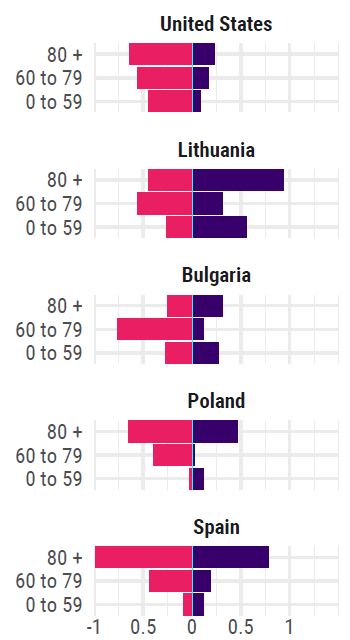 United States
80 +
60 to 79
0 to 59
Lithuania
80 +
60 to 79
0 to 59
Bulgaria
80 +
60 to 79
0 to 59
Poland
80 +
60 to 79
0 to 59
Spain
80 +
60 to 79
0 to 59
-1 0.5 0 0.5 1